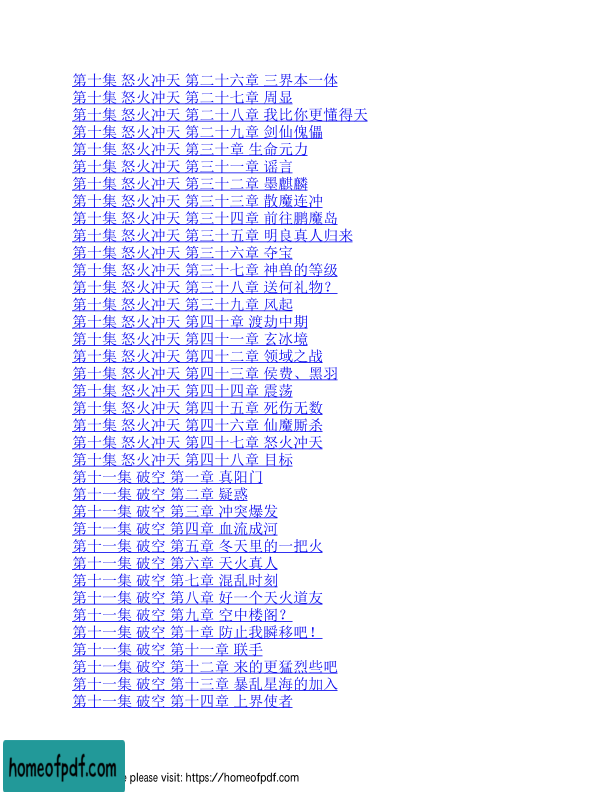 第十集 怒火冲天 第二十六章 三界本一体
第十集 怒火冲天 第二十七章 周显
第十集 怒火冲天 第二十八章 我比你更懂得天
第十集 怒火冲天 第二十九章 剑仙傀儡
第十集 怒火冲天 第三十章 生命元力
第十集 怒火冲天 第三十一章 谣言
第十集 怒火冲天 第三十二章 墨麒麟
第十集 怒火冲天 第三十三章 散魔连冲
第十集 怒火冲天 第三十四章 前往鹏魔岛
第十集 怒火冲天 第三十五章 明良真人归来
第十集 怒火冲天 第三十六章 夺宝
第十集 怒火冲天 第三十七章 神兽的等级
第十集 怒火冲天 第三十八章 送何礼物？
第十集 怒火冲天 第三十九章 风起
第十集 怒火冲天 第四十章 渡劫中期
第十集 怒火冲天 第四十一章 玄冰境
第十集 怒火冲天 第四十二章 领域之战
第十集 怒火冲天 第四十三章 侯费、黑羽
第十集 怒火冲天 第四十四章 震荡
第十集 怒火冲天 第四十五章 死伤无数
第十集 怒火冲天 第四十六章 仙魔厮杀
第十集 怒火冲天 第四十七章 怒火冲天
第十集 怒火冲天 第四十八章 目标
第十一集 破空 第一章 真阳门
第十一集 破空 第二章 疑惑
第十一集 破空 第三章 冲突爆发
第十一集 破空 第四章 血流成河
第十一集 破空 第五章 冬天里的一把火
第十一集 破空 第六章 天火真人
第十一集 破空 第七章 混乱时刻
第十一集 破空 第八章 好一个天火道友
第十一集 破空 第九章 空中楼阁？
第十一集 破空 第十章 防止我瞬移吧！
第十一集 破空 第十一章 联手
第十一集 破空 第十二章 来的更猛烈些吧
第十一集 破空 第十三章 暴乱星海的加入
第十一集 破空 第十四章 上界使者
homeofpdf.com
please visit: https://homeofpdf.com